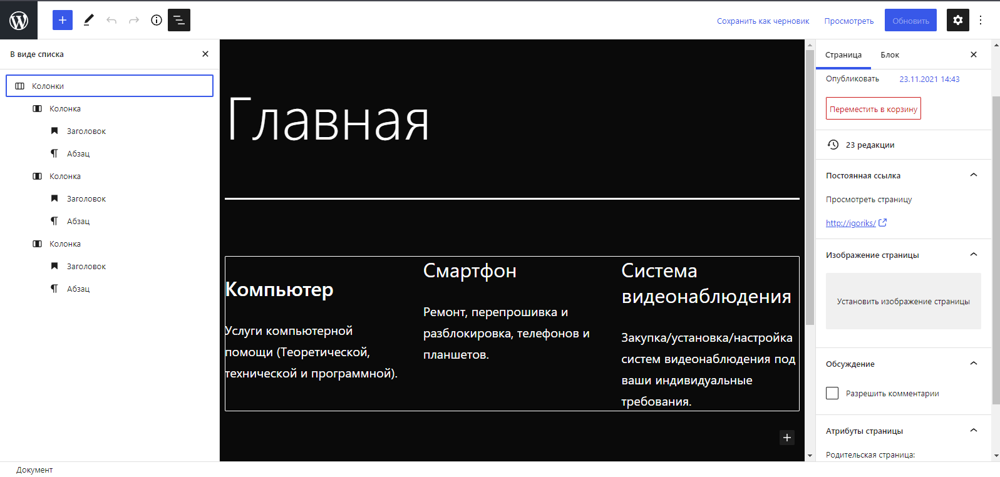 Сохранить как черновик
Просмотреть
Обновить
В виде списка
Колонки
Колонка
Заголовок
Абзац
Колонка
Заголовок
Абзац
Колонка
Заголовок
Абзац
Главная
Компьютер
Услуги компьютерной
помощи (Теоретической,
технической и программной).
Смартфон
Ремонт, перепрошивка и
разблокировка, телефонов и
планшетов.
Система
видеонаблюдения
Закупка/установка/настройка
систем видеонаблюдения под
ваши индивидуальные
требования.
Страница
Блок
Опубликовать 23.11.2021 14:43
Переместить в корзину
23 редакции
Постоянная ссылка
Просмотреть страницу
http://igoriks/
Изображение страницы
Установить изображение страницы
Обсуждение
Разрешить комментарии
Атрибуты страницы
Родительская страница:
Документ